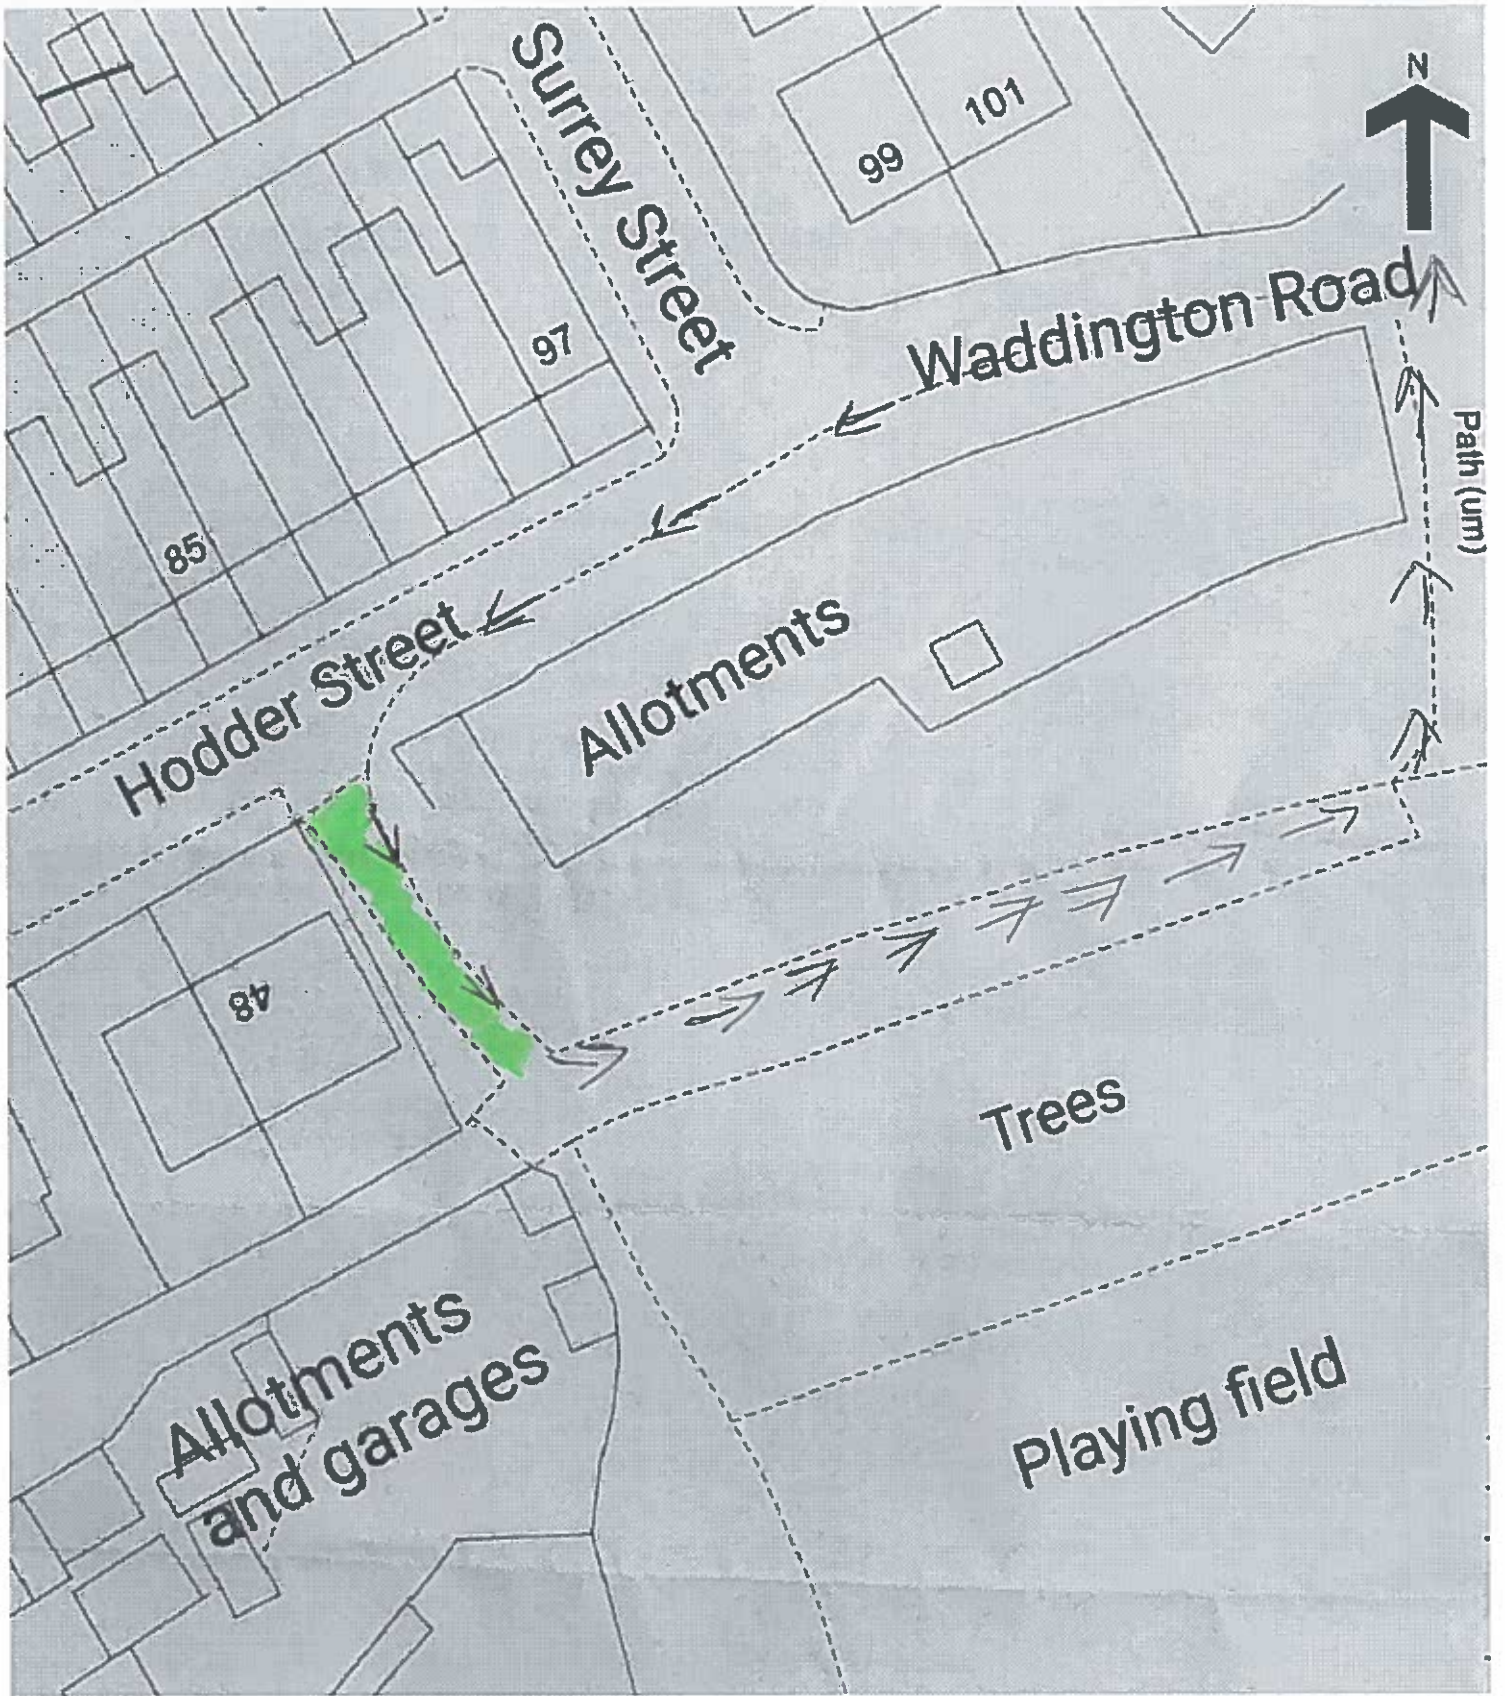 Surrey Street
101
99
N
Waddington Road
97
Path (um)
85
Hodder Street
Allotments
48
Trees
Allotments
and garages
Playing field